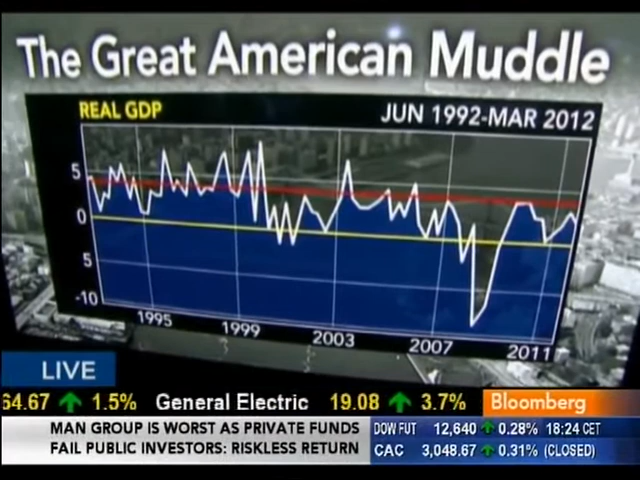 The Great American Muddle
REAL GDP
JUN 1992-MAR 2012
5
0
5
-10
1995
1999
2003
2007
2011
LIVE
64.67 1.5% General Electric 19.08 3.7%
Bloomberg
MAN GROUP IS WORST AS PRIVATE FUNDS
FAIL PUBLIC INVESTORS: RISKLESS RETURN
DOW FUT 12,640 0.28% 18:24 CET
CAC 3,048.67 0.31% (CLOSED)